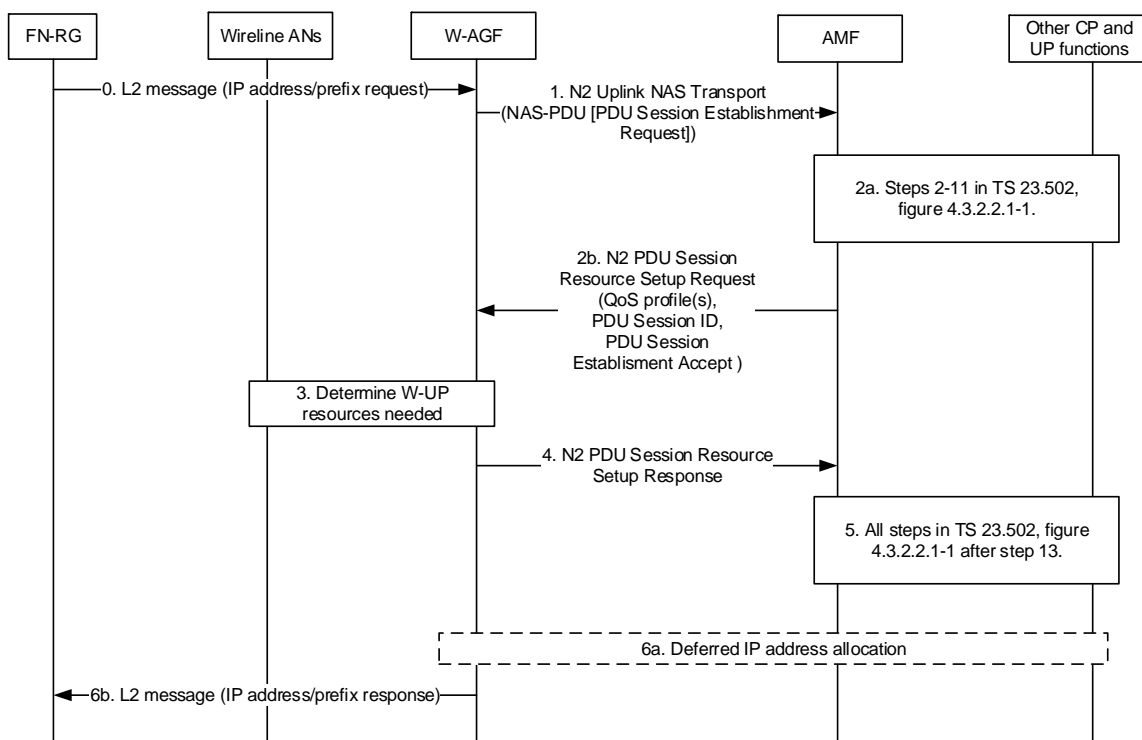 FN-RG
Wireline ANs
W-AGF
AMF
Other CP and
UP functions
0. L2 message (IP address/prefix request)
1. N2 Uplink NAS Transport
(NAS-PDU [PDU Session Establishment
Request])
2a. Steps 2-11 in TS 23.502,
figure 4.3.2.2.1-1.
2b. N2 PDU Session
Resource Setup Request
(QoS profile(s),
PDU Session ID,
PDU Session
Establisment Accept )
3. Determine W-UP
resources needed
4. N2 PDU Session Resource
Setup Response
5. All steps in TS 23.502, figure
4.3.2.2.1-1 after step 13.
6a. Deferred IP address allocation
6b. L2 message (IP address/prefix response)